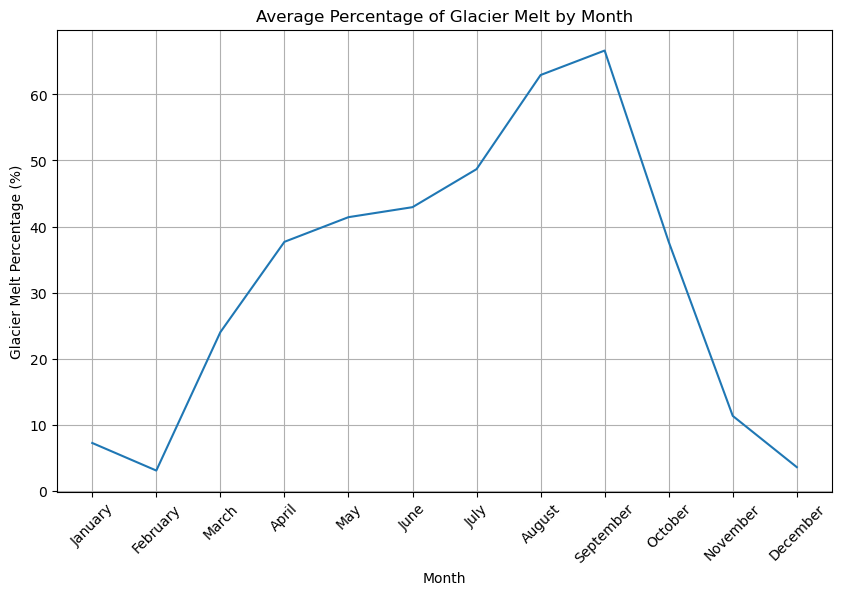 Average Percentage of Glacier Melt by Month
Glacier Melt Percentage (%)
60
50
40
30
20
10
0
January
February
March
April
May
June
July
August
September
October
November
December
Month